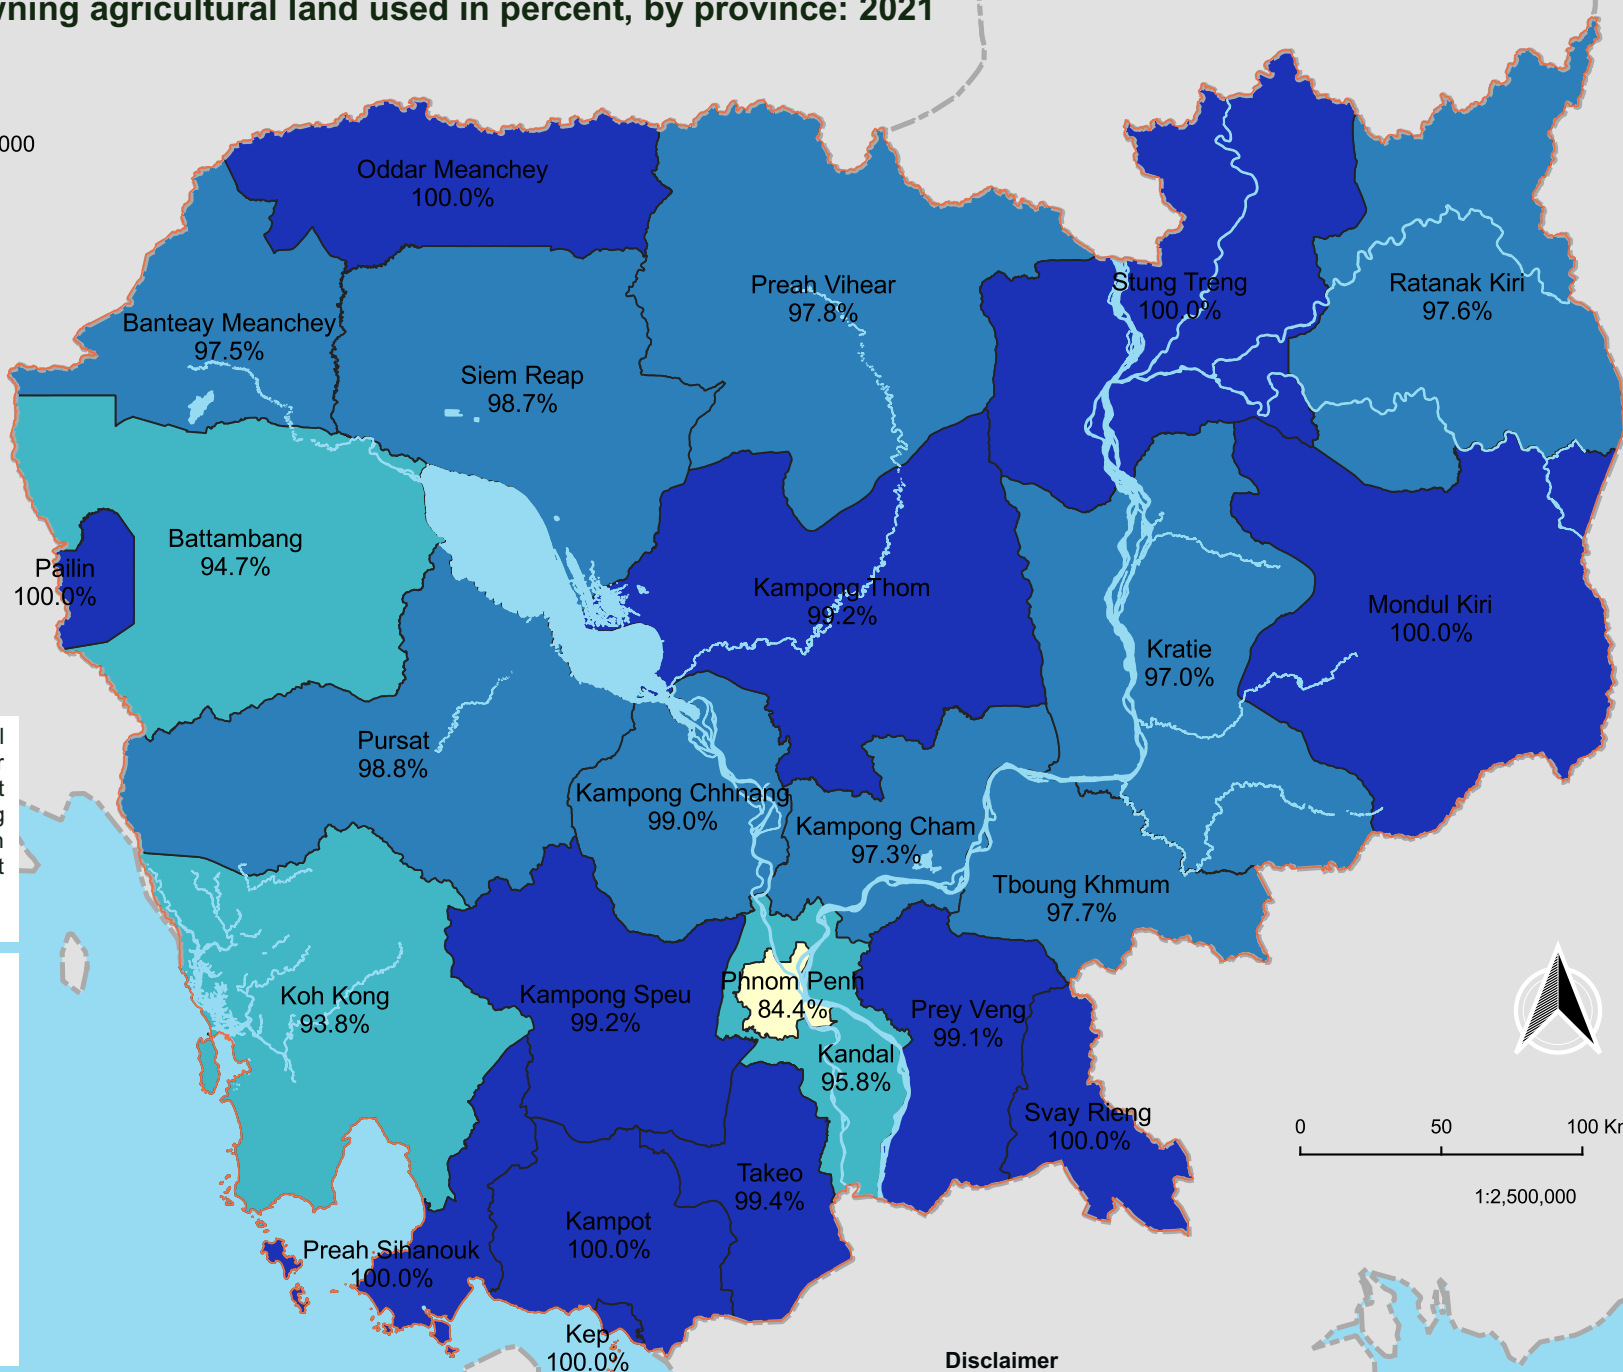 ning agricultural land used in percent, by province: 2021
000
Oddar Meanchey
100.0%
Preah Vihear
97.8%
Stung Treng
100.0%
Ratanak Kiri
97.6%
Banteay Meanchey
97.5%
Siem Reap
98.7%
Battambang
94.7%
Pailin
100.0%
Kampong Thom
99.2%
Mondul Kiri
100.0%
Kratie
97.0%
Pursat
98.8%
Kampong Chhnang
99.0%
Kampong Cham
97.3%
Tboung Khmum
97.7%
l
r
t
g
n
t
Koh Kong
93.8%
Kampong Speu
99.2%
Phnom Penh
84.4%
Prey Veng
99.1%
Kandal
95.8%
Svay Rieng
100.0%
Takeo
99.4%
Kampot
100.0%
Preah Sihanouk
100.0%
Kep
100.0%
0 50 100 K
1:2,500,000
Disclaimer